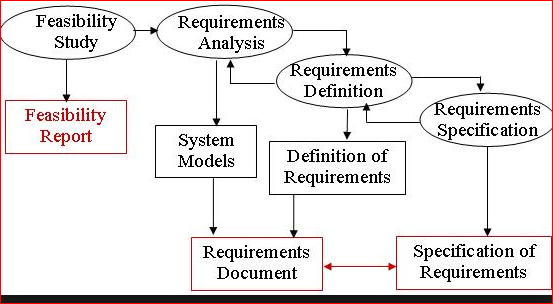 Feasibility
Study
Requirements
Analysis
Requirements
Definition
Requirements
Specification
Feasibility
Report
System
Models
Definition of
Requirements
Requirements
Document
Specification of
Requirements